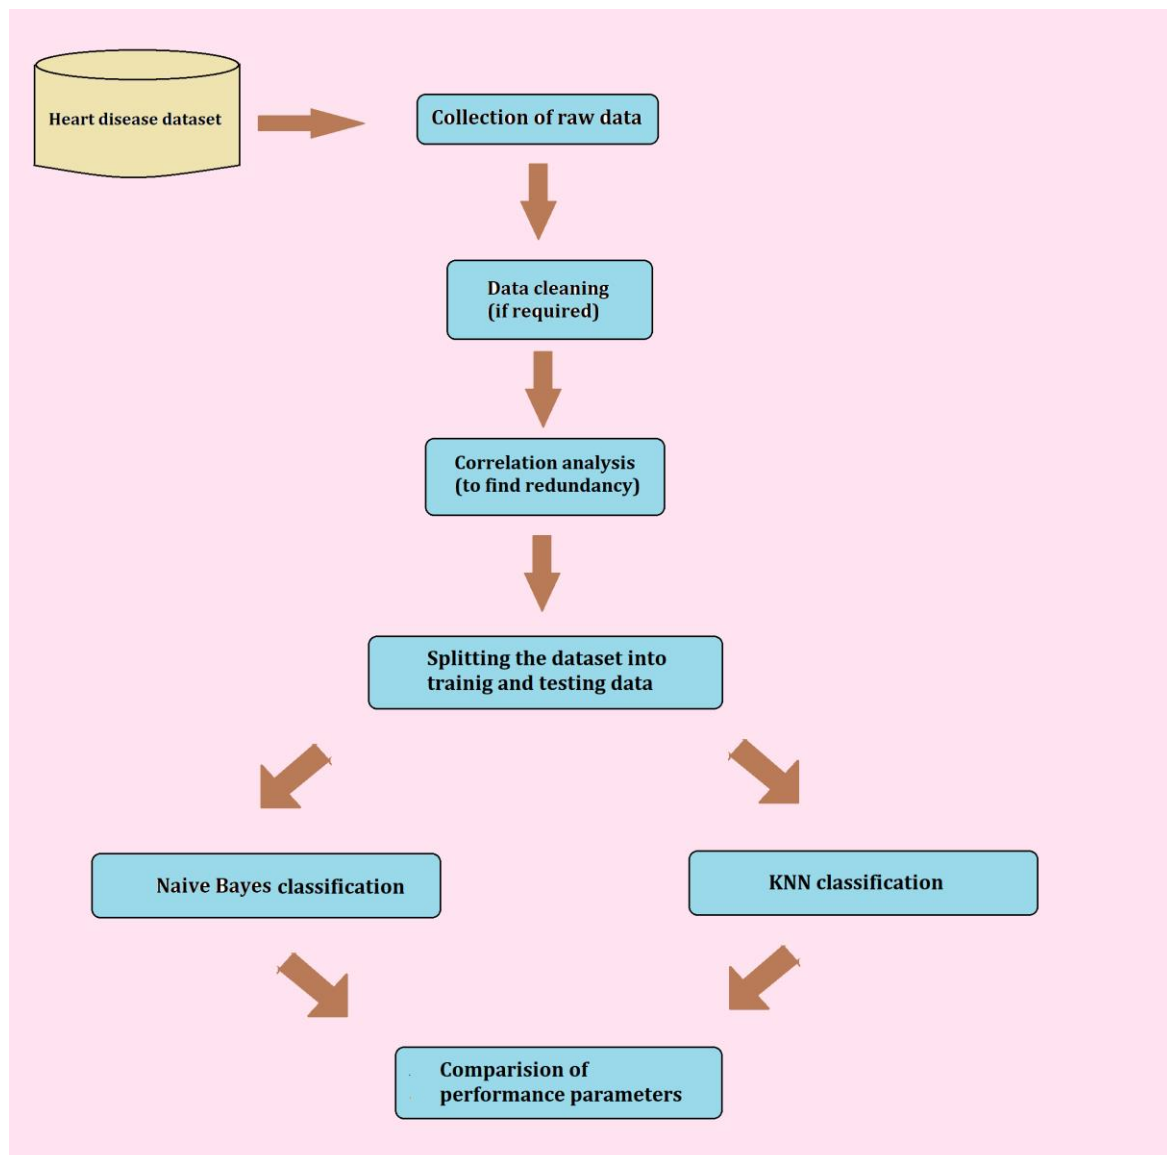 Heart disease dataset
Collection of raw data
Data cleaning
(if required)
Correlation analysis
(to find redundancy)
Splitting the dataset into
trainig and testing data
Naive Bayes classification
KNN classification
Comparision of
performance parameters